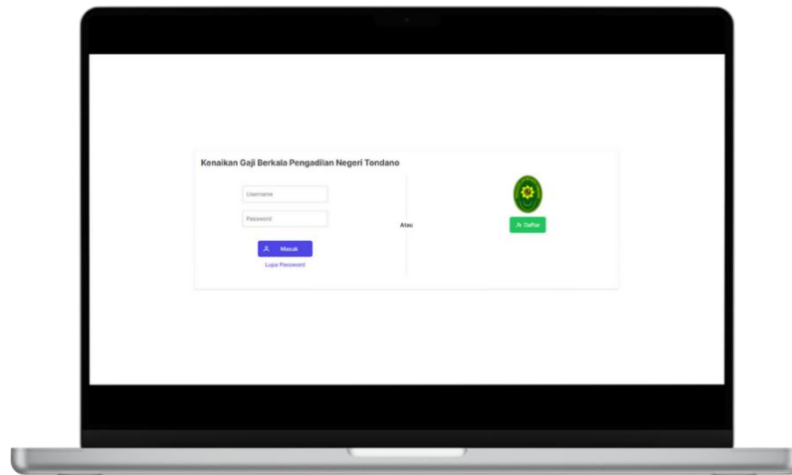 Kenaikan Gaji Berkala Pengadilan Negeri Tondano
Username
Password
Masuk
Lupa Password
Atau
Daftar